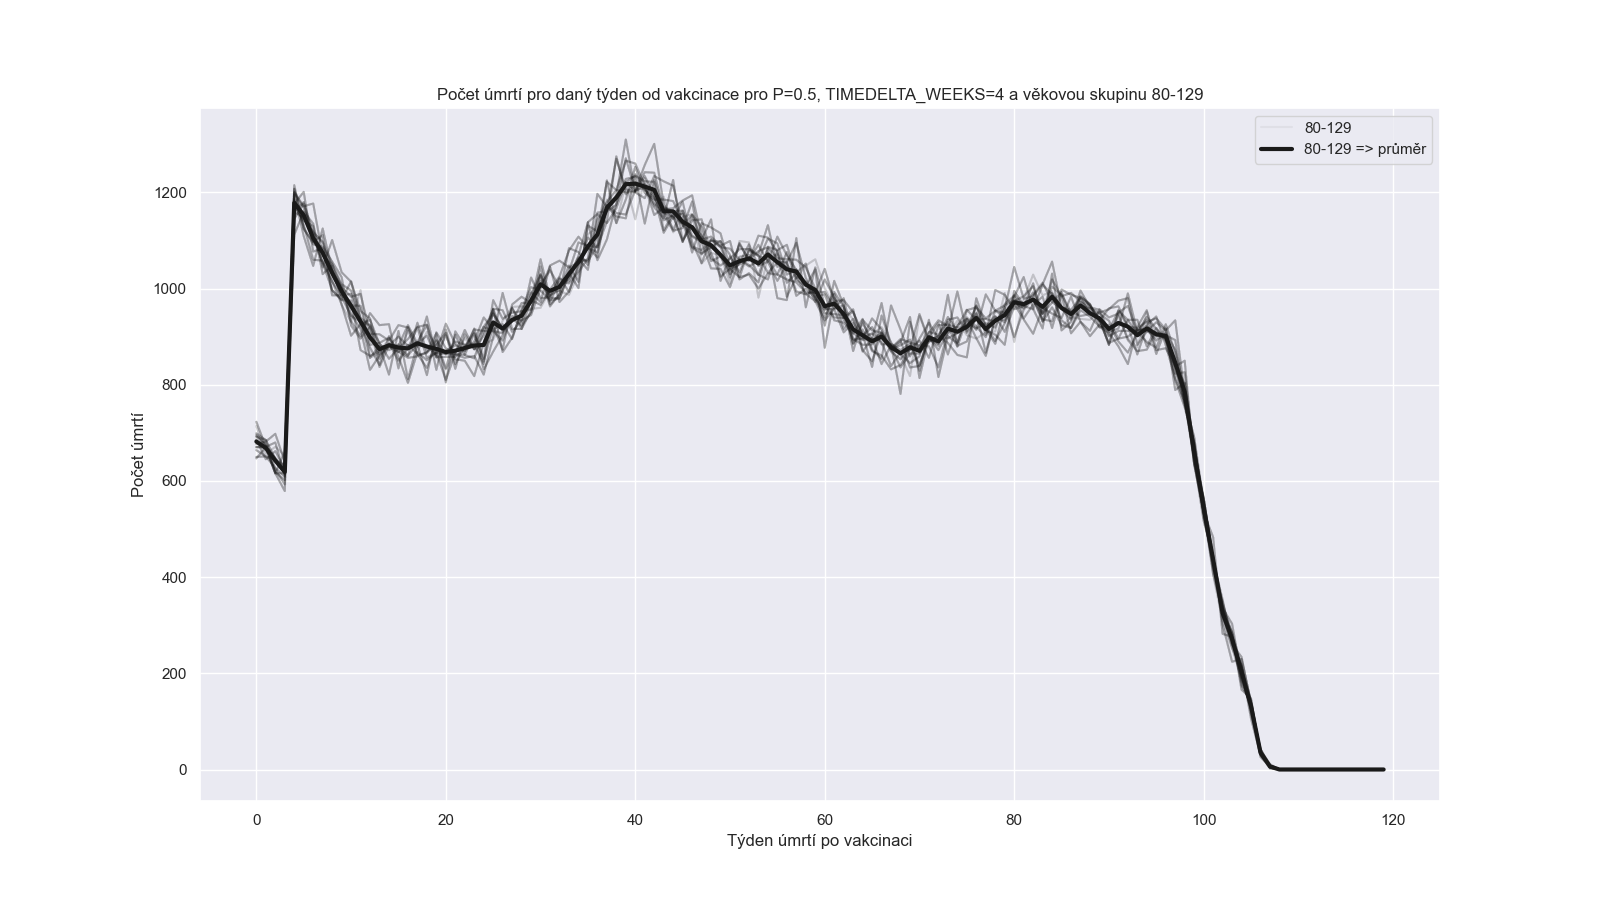 Počet úmrtí pro daný týden od vakcinace pro P=0.5, TIMEDELTA_WEEKS=4 a věkovou skupinu 80-129
80-129
80-129 => průměr
1200
1000
800
600
400
200
0
Počet úmrtí
0 20 40 60 80 100 120
Týden úmrtí po vakcinaci